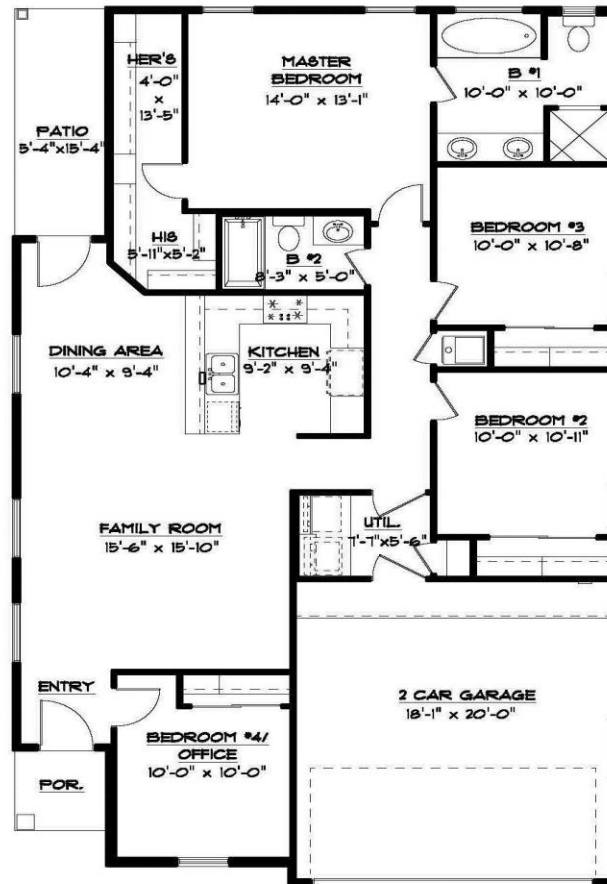 HER'S
4'-0"
x
13'-5"
MASTER
BEDROOM
14'-0" x 13'-1"
B #1
10'-0" x 10'-0"
PATIO
5'-4"x15'-4"
HIS
5'-11"x5'-2"
B #2
8'-3" x 5'-0"
BEDROOM #3
10'-0" x 10'-8"
DINING AREA
10'-4" x 9'-4"
KITCHEN
9'-2" x 9'-4"
BEDROOM #2
10'-0" x 10'-11"
FAMILY ROOM
15'-6" x 15'-10"
UTIL.
7'-7"x5'-6"
ENTRY
BEDROOM #4/
OFFICE
10'-0" x 10'-0"
2 CAR GARAGE
18'-1" x 20'-0"
POR.